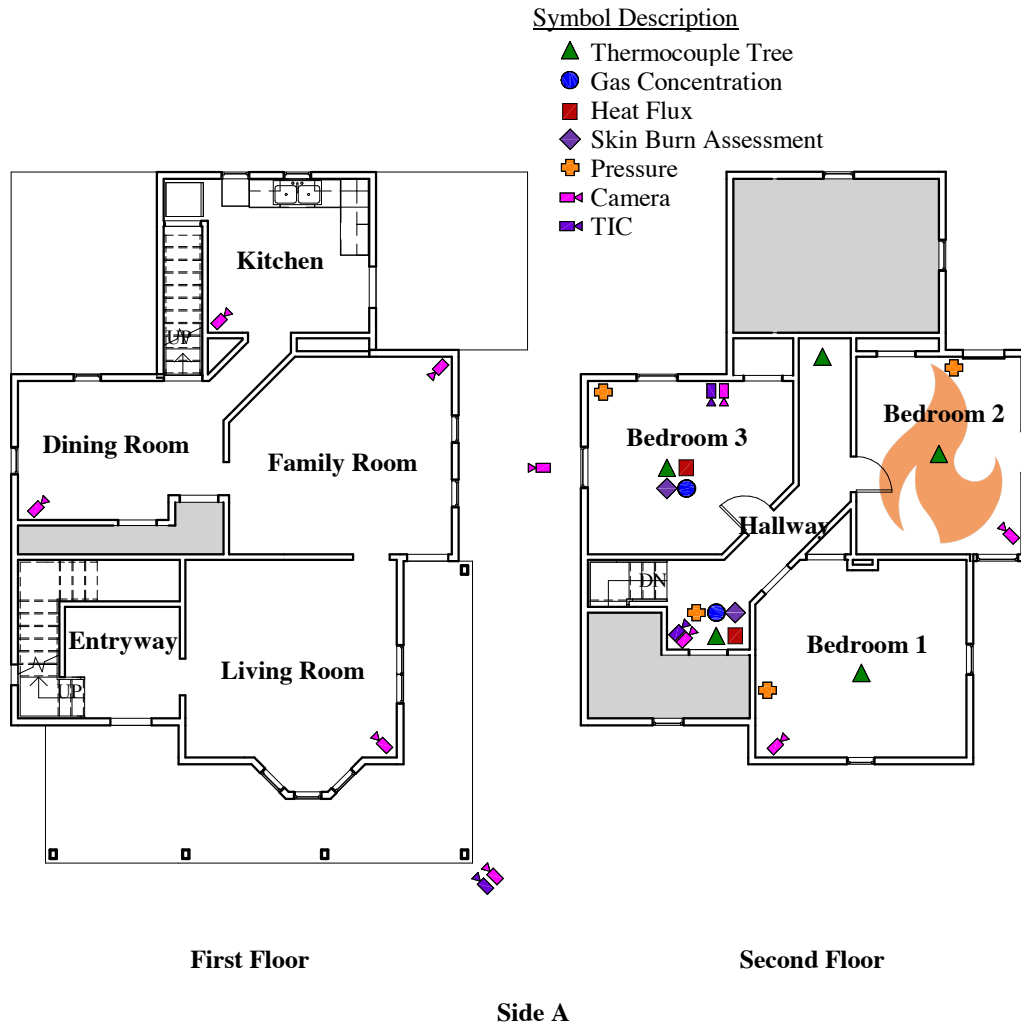 Symbol Description
Thermocouple Tree
Gas Concentration
Heat Flux
Skin Burn Assessment
Pressure
Camera
TIC
Kitchen
UP
Dining Room
Family Room
Entryway
UP
Living Room
Bedroom 2
Bedroom 3
Hallway
DN
Bedroom 1
First Floor
Second Floor
Side A